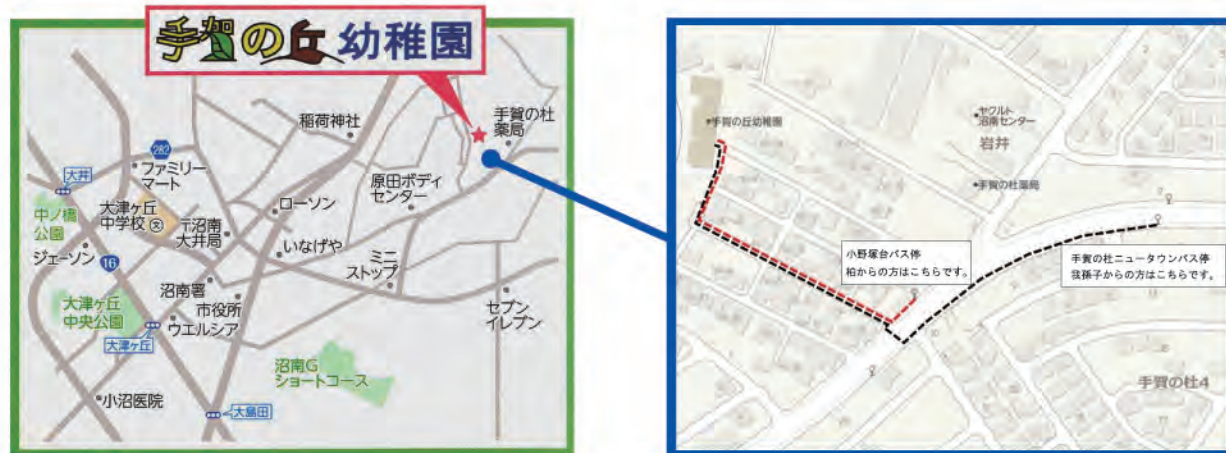 手賀の丘 幼稚園
稲荷神社
手賀の杜
薬局
282
ファミリー
マート
大井
原田ボディ
センター
中ノ橋
公園
大津ヶ丘
中学校
文
〒沼南
大井局
ローソン
ジェーソン
16
いなげや
ミニ
ストップ
沼南署
市役所
セブン
イレブン
大津ヶ丘
中央公園
ウエルシア
大津ヶ丘
沼南G
ショートコース
小沼医院
大島田
手賀の丘幼稚園
ヤクルト
沼南センター
岩井
手賀の杜薬局
小野塚台バス停
柏からの方はこちらです。
手賀の杜ニュータウンバス停
我孫子からの方はこちらです。
手賀の杜4